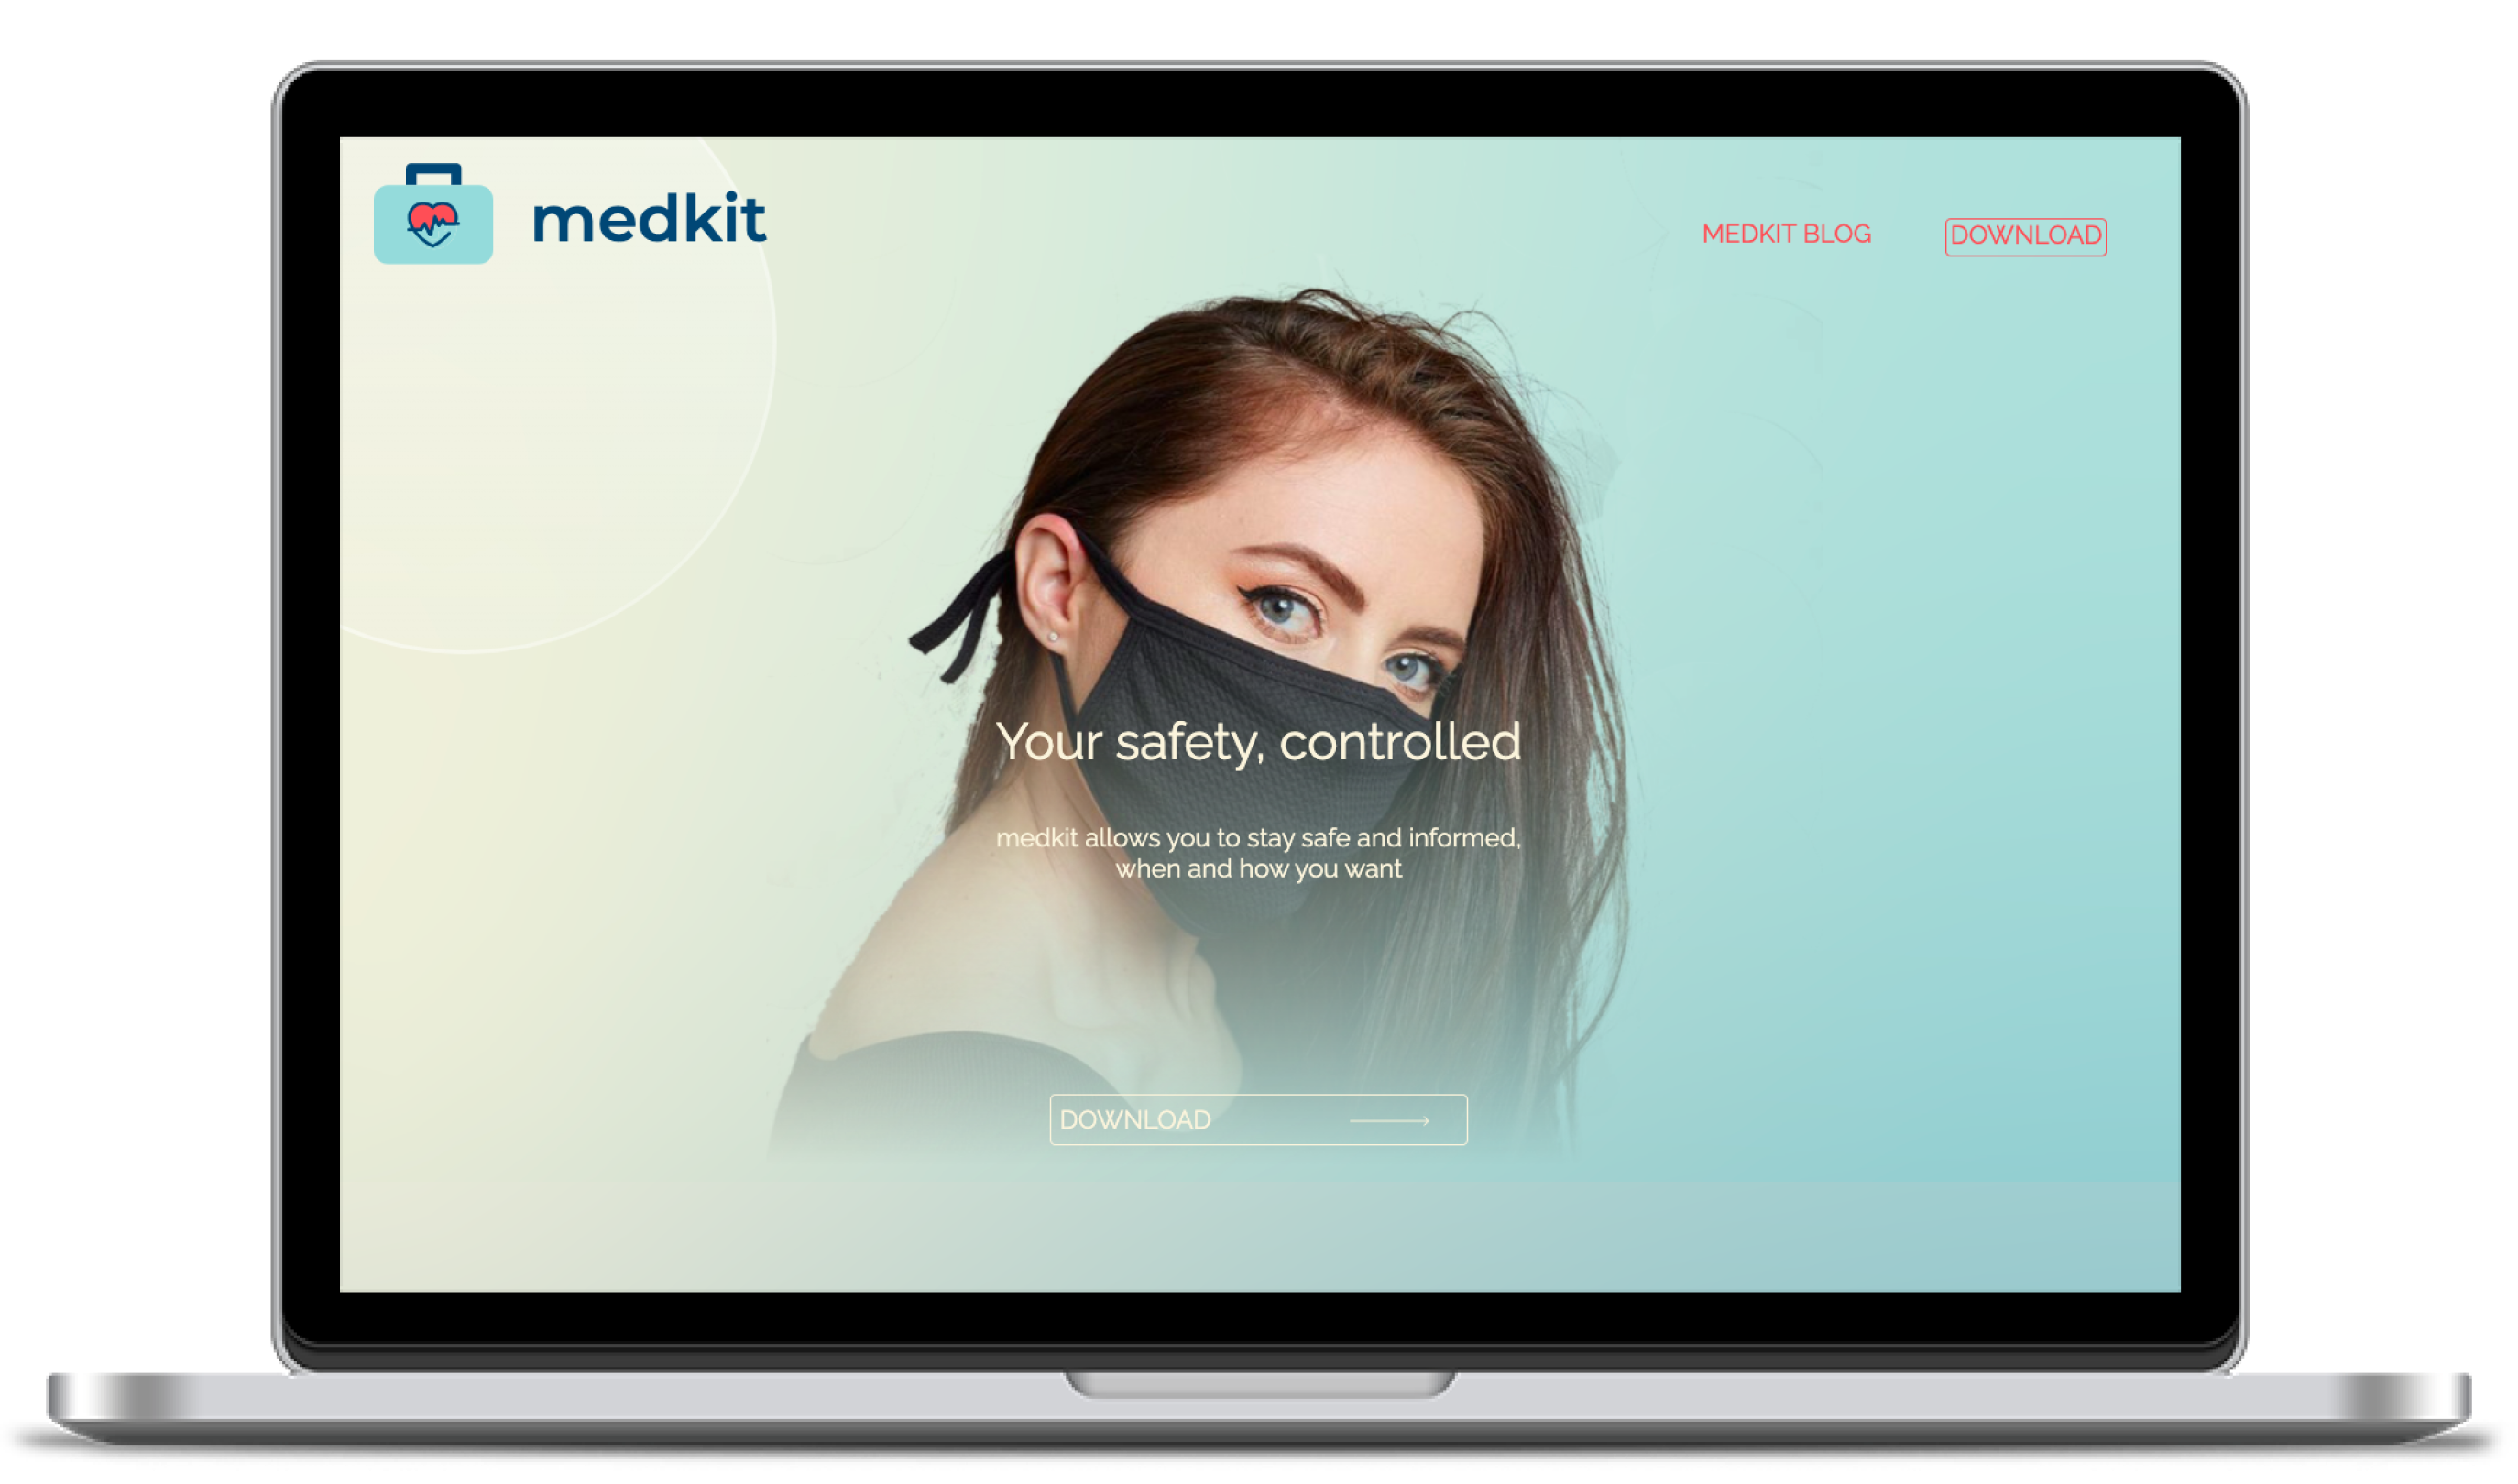 medkit
MEDKIT BLOG
DOWNLOAD
Your safety, controlled
medkit allows you to stay safe and informed,
when and how you want
DOWNLOAD